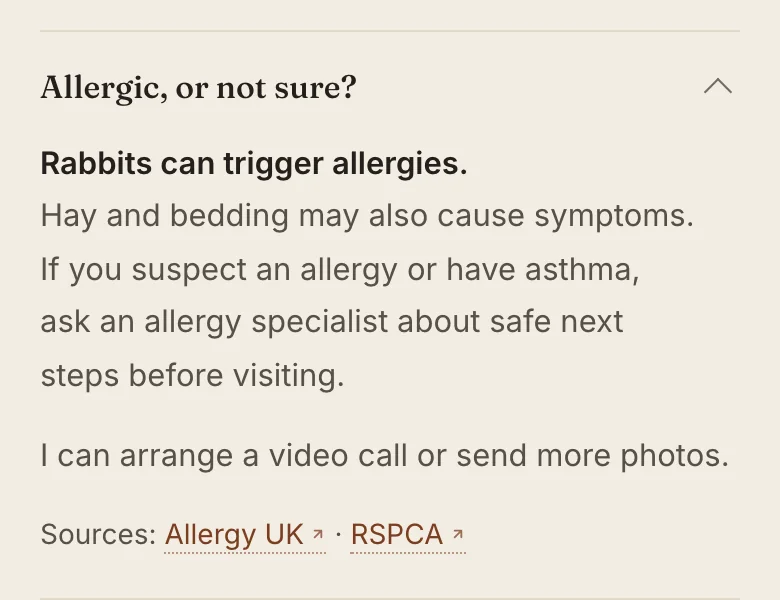 Allergic, or not sure?
Rabbits can trigger allergies.
Hay and bedding may also cause symptoms.
If you suspect an allergy or have asthma,
ask an allergy specialist about safe next
steps before visiting.
I can arrange a video call or send more photos.
Sources: Allergy UK ↗ · RSPCA ↗